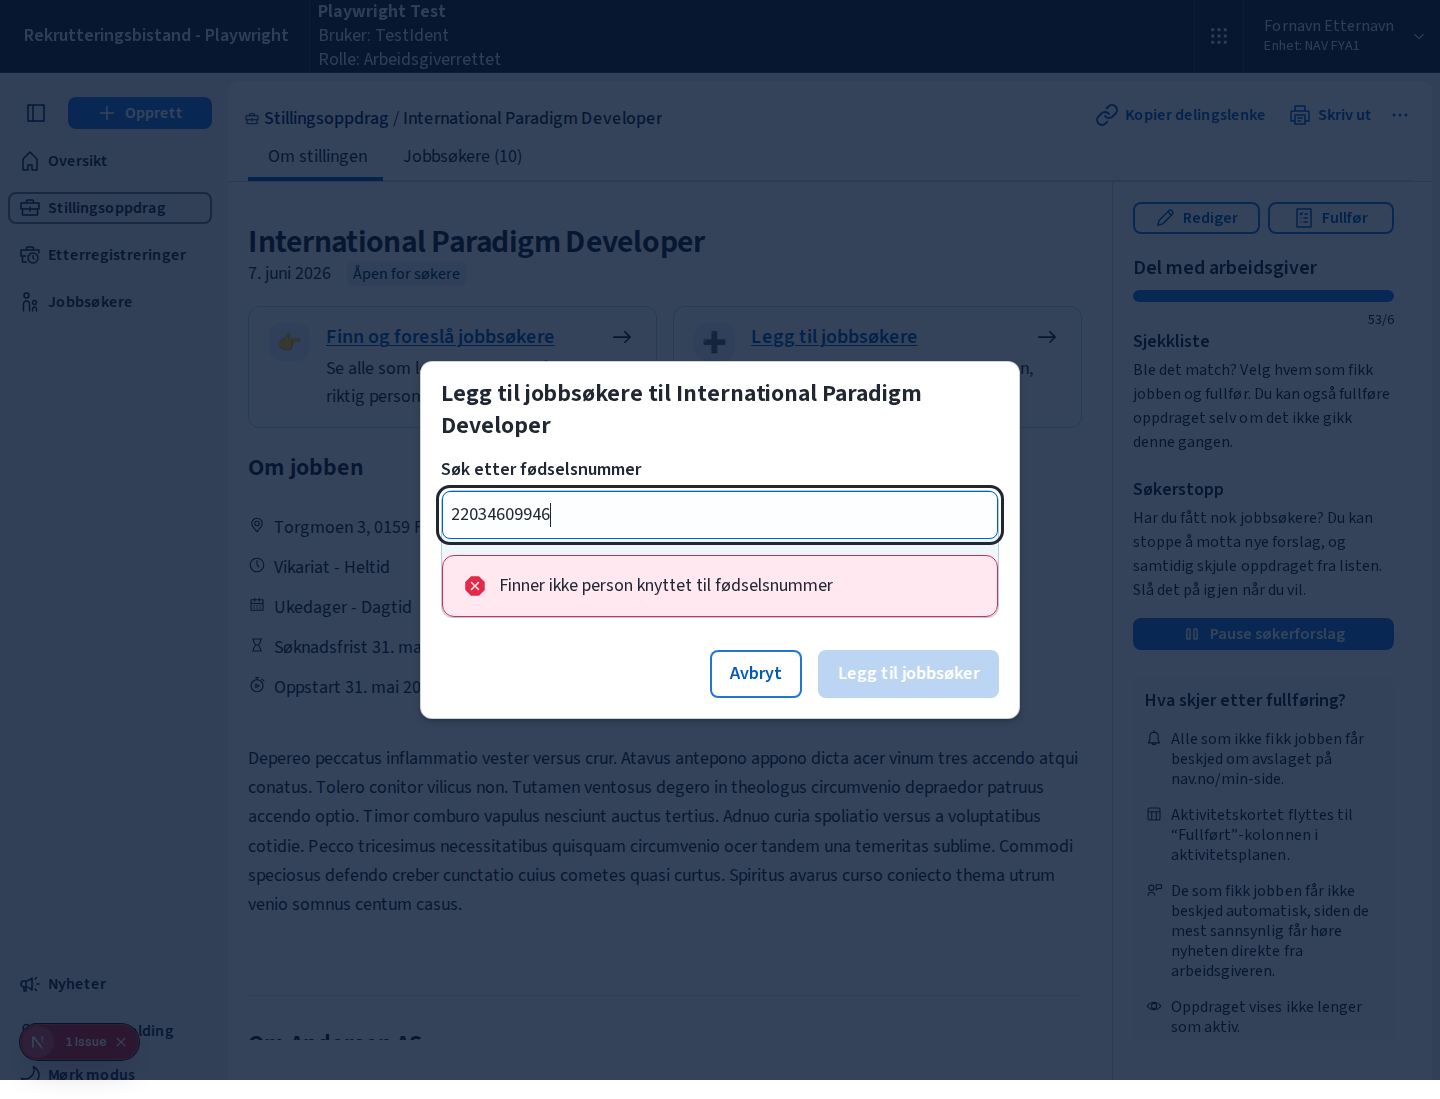 Rekrutteringsbistand - Playwright
Playwright Test
Bruker: TestIdent
Rolle: Arbeidsgiverrettet
Fornavn Etternavn
Enhet: NAV FYA1
Opprett
Oversikt
Stillingsoppdrag
Etterregistreringer
Jobbsøkere
Nyheter
lding
1 Issue
Mørk modus
Stillingsoppdrag / International Paradigm Developer
Kopier delingslenke
Skriv ut
Om stillingen
Jobbsøkere (10)
International Paradigm Developer
7. juni 2026
Åpen for søkere
Finn og foreslå jobbsøkere
Se alle som
riktig person
Legg til jobbsøkere
Om jobben
Torgmoen 3, 0159
Vikariat - Heltid
Ukedager - Dagtid
Søknadsfrist 31. ma
Oppstart 31. mai 20
Depereo peccatus inflammatio vester versus crur. Atavus antepono appono dicta acer vinum tres accendo atqui
conatus. Tolero conitor vilicus non. Tutamen ventosus degero in theologus circumvenio depraedor patruus
accendo optio. Timor comburo vapulus nesciunt auctus tertius. Adnuo curia spoliatio versus a voluptatibus
cotidie. Pecco tricesimus necessitatibus quisquam circumvenio ocer tandem una temeritas sublime. Commodi
speciosus defendo creber cunctatio cuius cometes quasi curtus. Spiritus avarus curso coniecto thema utrum
venio somnus centum casus.
Om Andersen AS
Legg til jobbsøkere til International Paradigm
Developer
Søk etter fødselsnummer
22034609946
Finner ikke person knyttet til fødselsnummer
Avbryt
Legg til jobbsøker
Rediger
Fullfør
Del med arbeidsgiver
53/6
Sjekkliste
Ble det match? Velg hvem som fikk
jobben og fullfør. Du kan også fullføre
oppdraget selv om det ikke gikk
denne gangen.
Søkerstopp
Har du fått nok jobbsøkere? Du kan
stoppe å motta nye forslag, og
samtidig skjule oppdraget fra listen.
Slå det på igjen når du vil.
Pause søkerforslag
Hva skjer etter fullføring?
Alle som ikke fikk jobben får
beskjed om avslaget på
nav.no/min-side.
Aktivitetskortet flyttes til
“Fullført”-kolonnen i
aktivitetsplanen.
De som fikk jobben får ikke
beskjed automatisk, siden de
mest sannsynlig får høre
nyheten direkte fra
arbeidsgiveren.
Oppdraget vises ikke lenger
som aktiv.